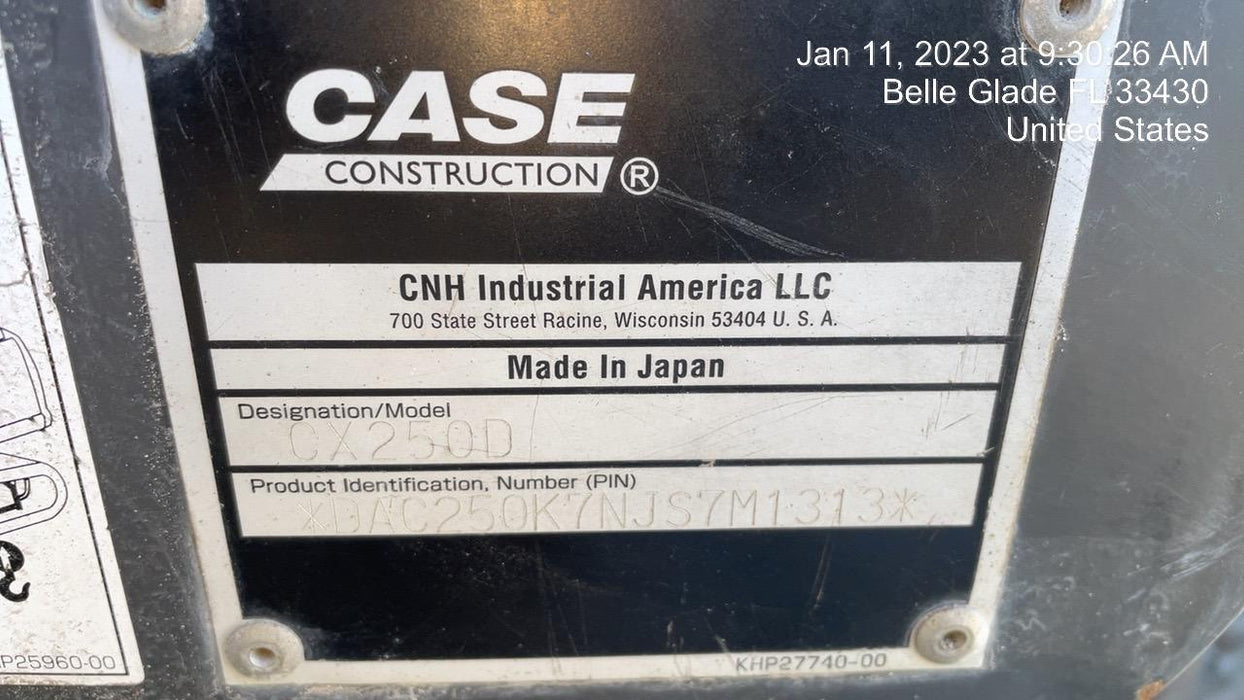 Jan 11, 2023 at 9:30:26 AM
Belle Glade FL 33430
United States
CASE
CONSTRUCTION ®
CNH Industrial America LLC
700 State Street Racine, Wisconsin 53404 U. S. A.
Made In Japan
Designation/Model
CX250D
Product Identification, Number (PIN)
*DAC250K7NJS7M1313*
P25960-00
KHP27740-00